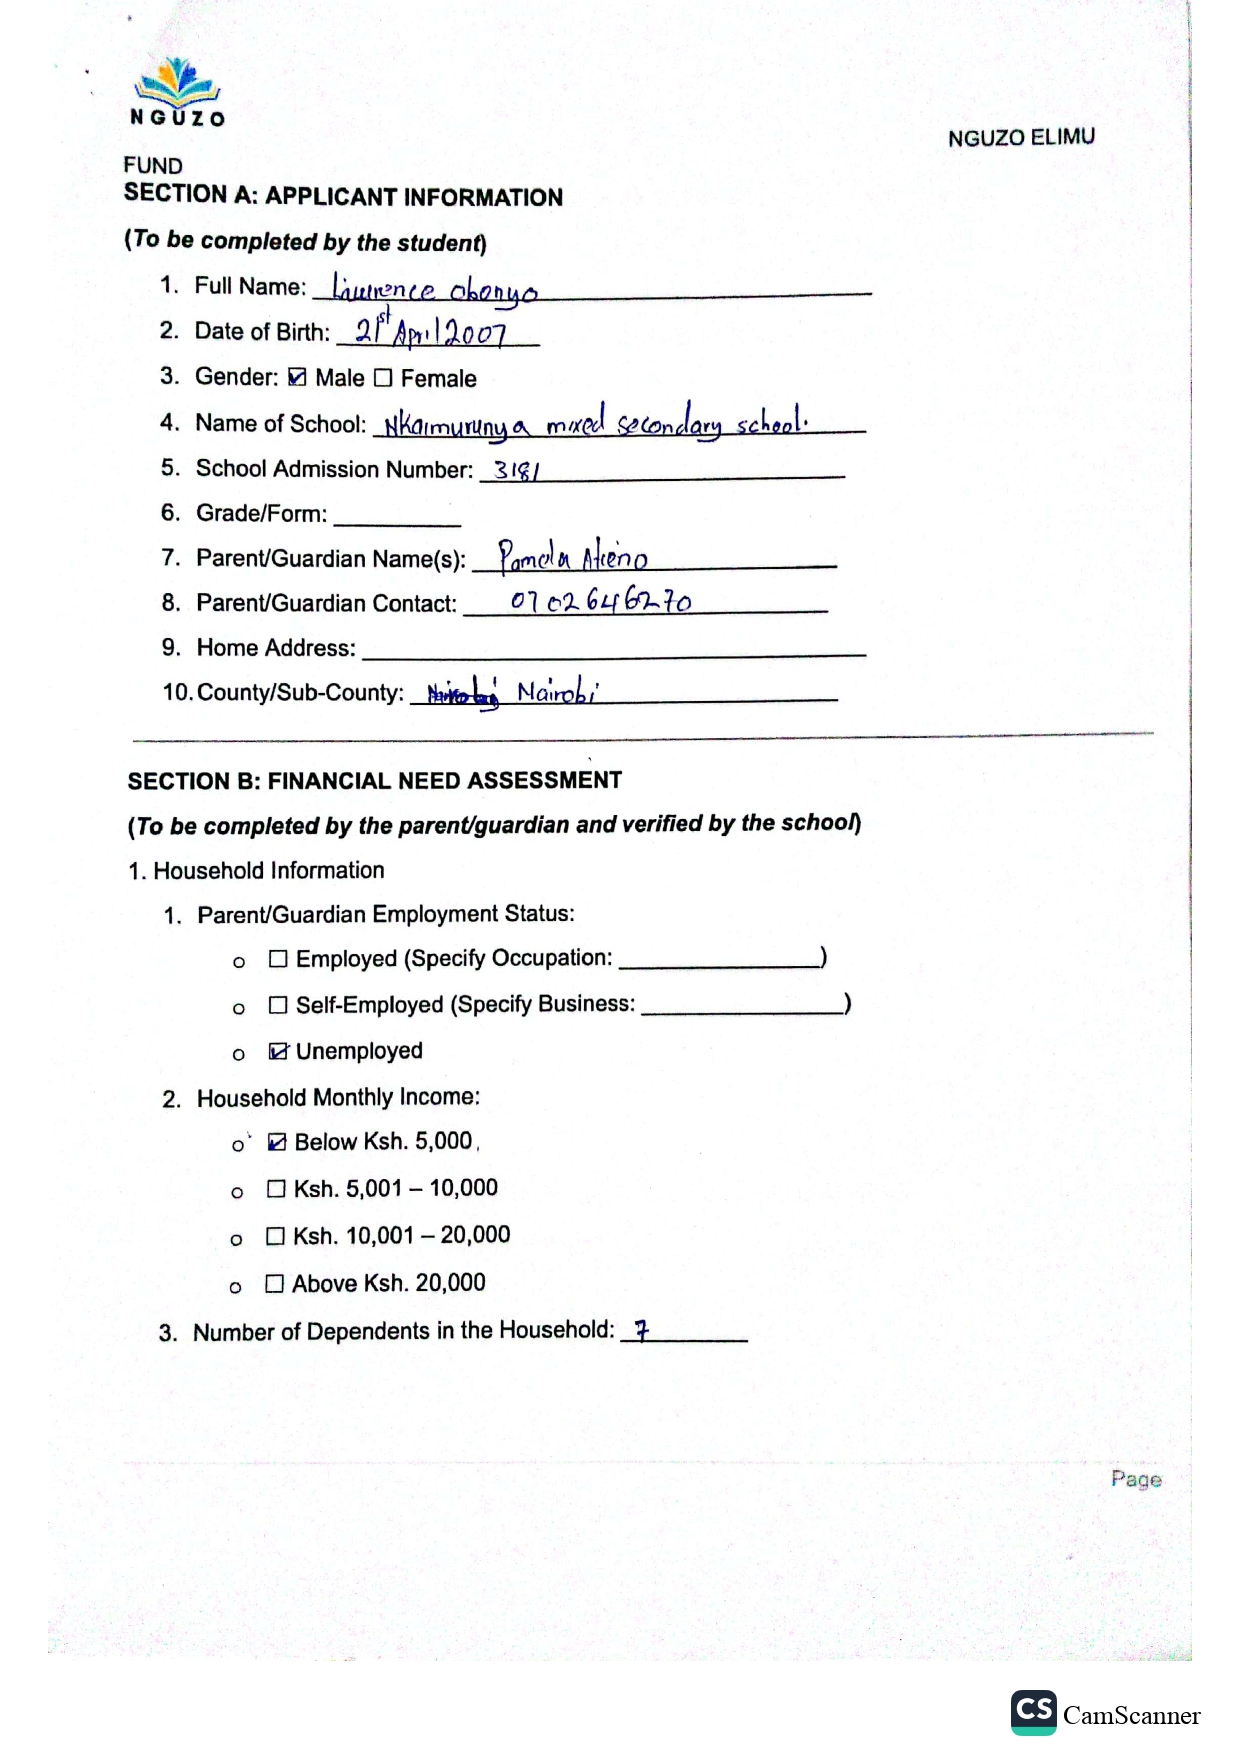 NGUZO
NGUZO ELIMU
FUND
SECTION A: APPLICANT INFORMATION
(To be completed by the student)
1. Full Name: Lawrence Obonyo
2. Date of Birth: 21st April 2007
3. Gender: ☑ Male ☐ Female
4. Name of School: Nkaimurunya mixed secondary school.
5. School Admission Number: 3181
6. Grade/Form:
7. Parent/Guardian Name(s): Pamela Atieno
8. Parent/Guardian Contact: 0702646270
9. Home Address:
10. County/Sub-County: Nairobi
SECTION B: FINANCIAL NEED ASSESSMENT
(To be completed by the parent/guardian and verified by the school)
1. Household Information
1. Parent/Guardian Employment Status:
o ☐ Employed (Specify Occupation: )
o ☐ Self-Employed (Specify Business: )
o ☑ Unemployed
2. Household Monthly Income:
o ☑ Below Ksh. 5,000
o ☐ Ksh. 5,001 – 10,000
o ☐ Ksh. 10,001 – 20,000
o ☐ Above Ksh. 20,000
3. Number of Dependents in the Household: 7
Page
CS CamScanner